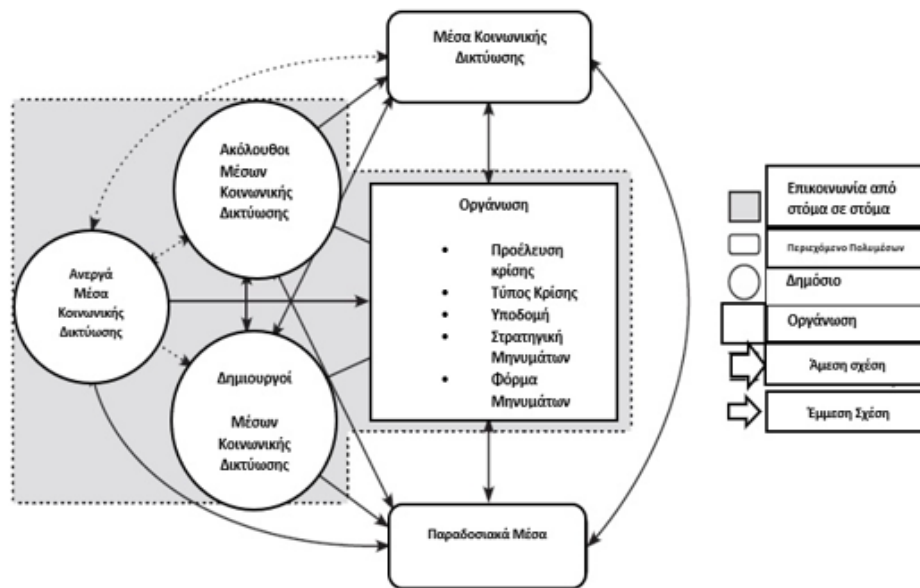 Μέσα Κοινωνικής
Δικτύωσης
Ακόλουθοι
Μέσων
Κοινωνικής
Δικτύωσης
Ανεργά
Μέσα
Κοινωνικής
Δικτύωσης
Δημιουργοί
Μέσων
Κοινωνικής
Δικτύωσης
Οργάνωση
• Προέλευση
κρίσης
• Τύπος Κρίσης
• Υποδομή
• Στρατηγική
Μηνυμάτων
• Φόρμα
Μηνυμάτων
Παραδοσιακά Μέσα
Επικοινωνία από
στόμα σε στόμα
Περιεχόμενο Πολυμέσων
Δημόσιο
Οργάνωση
Άμεση σχέση
Έμμεση Σχέση